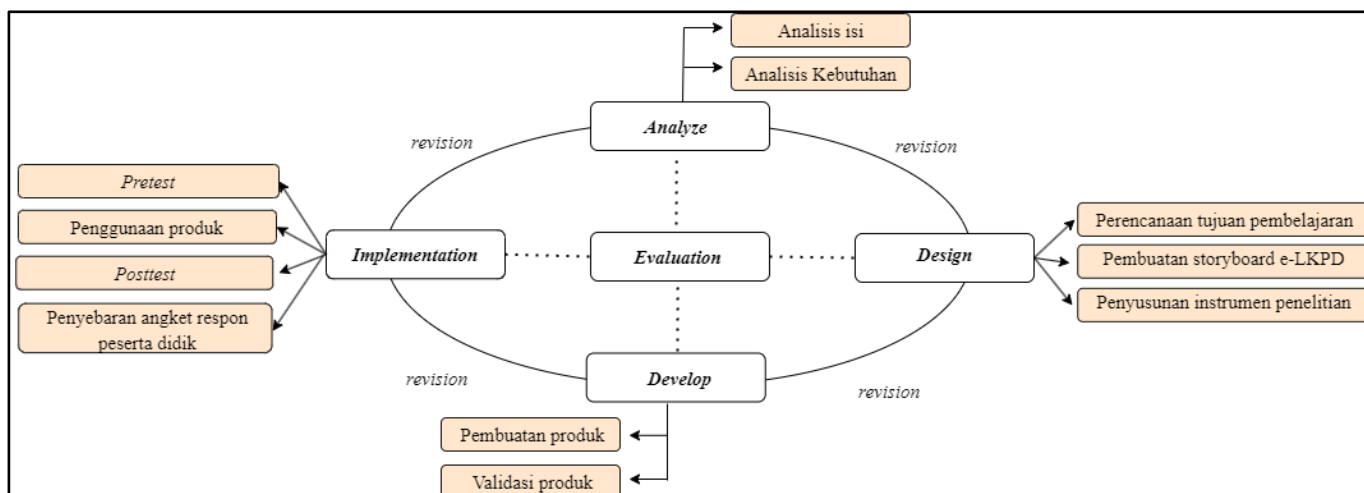 Analisis isi
Analisis Kebutuhan
Analyze
revision
revision
Pretest
Penggunaan produk
Posttest
Penyebaran angket respon
peserta didik
Implementation
Evaluation
Design
Perencanaan tujuan pembelajaran
Pembuatan storyboard e-LKPD
Penyusunan instrumen penelitian
Develop
revision
revision
Pembuatan produk
Validasi produk